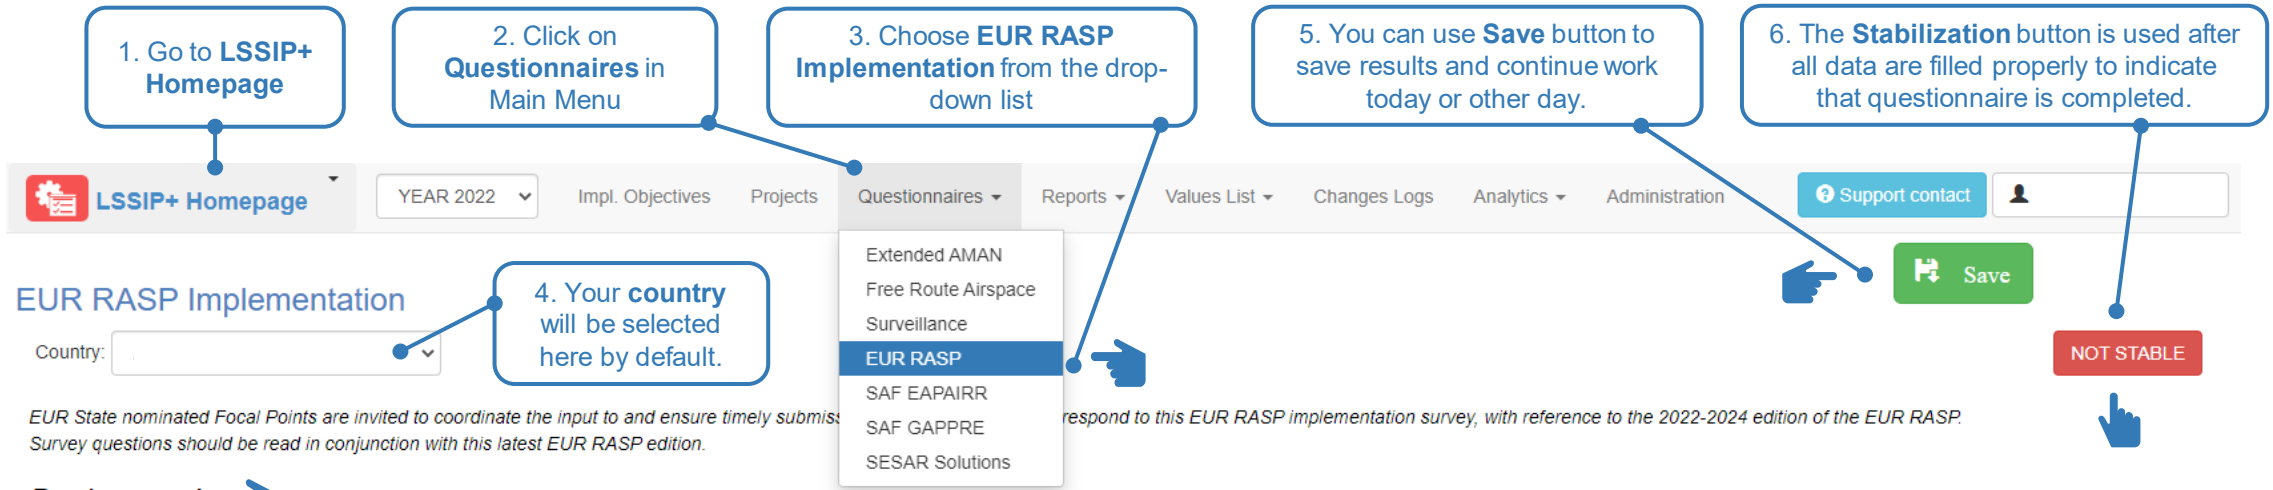 1. Go to LSSIP+
Homepage
2. Click on
Questionnaires in
Main Menu
3. Choose EUR RASP
Implementation from the drop-
down list
5. You can use Save button to
save results and continue work
today or other day.
6. The Stabilization button is used after
all data are filled properly to indicate
that questionnaire is completed.
LSSIP+ Homepage
YEAR 2022
Impl. Objectives
Projects
Questionnaires
Reports
Values List
Changes Logs
Analytics
Administration
Support contact
Extended AMAN
Free Route Airspace
Surveillance
EUR RASP
SAF EAPAIRR
SAF GAPPRE
SESAR Solutions
Save
EUR RASP Implementation
4. Your country
will be selected
here by default.
Country:
NOT STABLE
EUR State nominated Focal Points are invited to coordinate the input to and ensure timely submiss respond to this EUR RASP implementation survey, with reference to the 2022-2024 edition of the EUR RASP.
Survey questions should be read in conjunction with this latest EUR RASP edition.